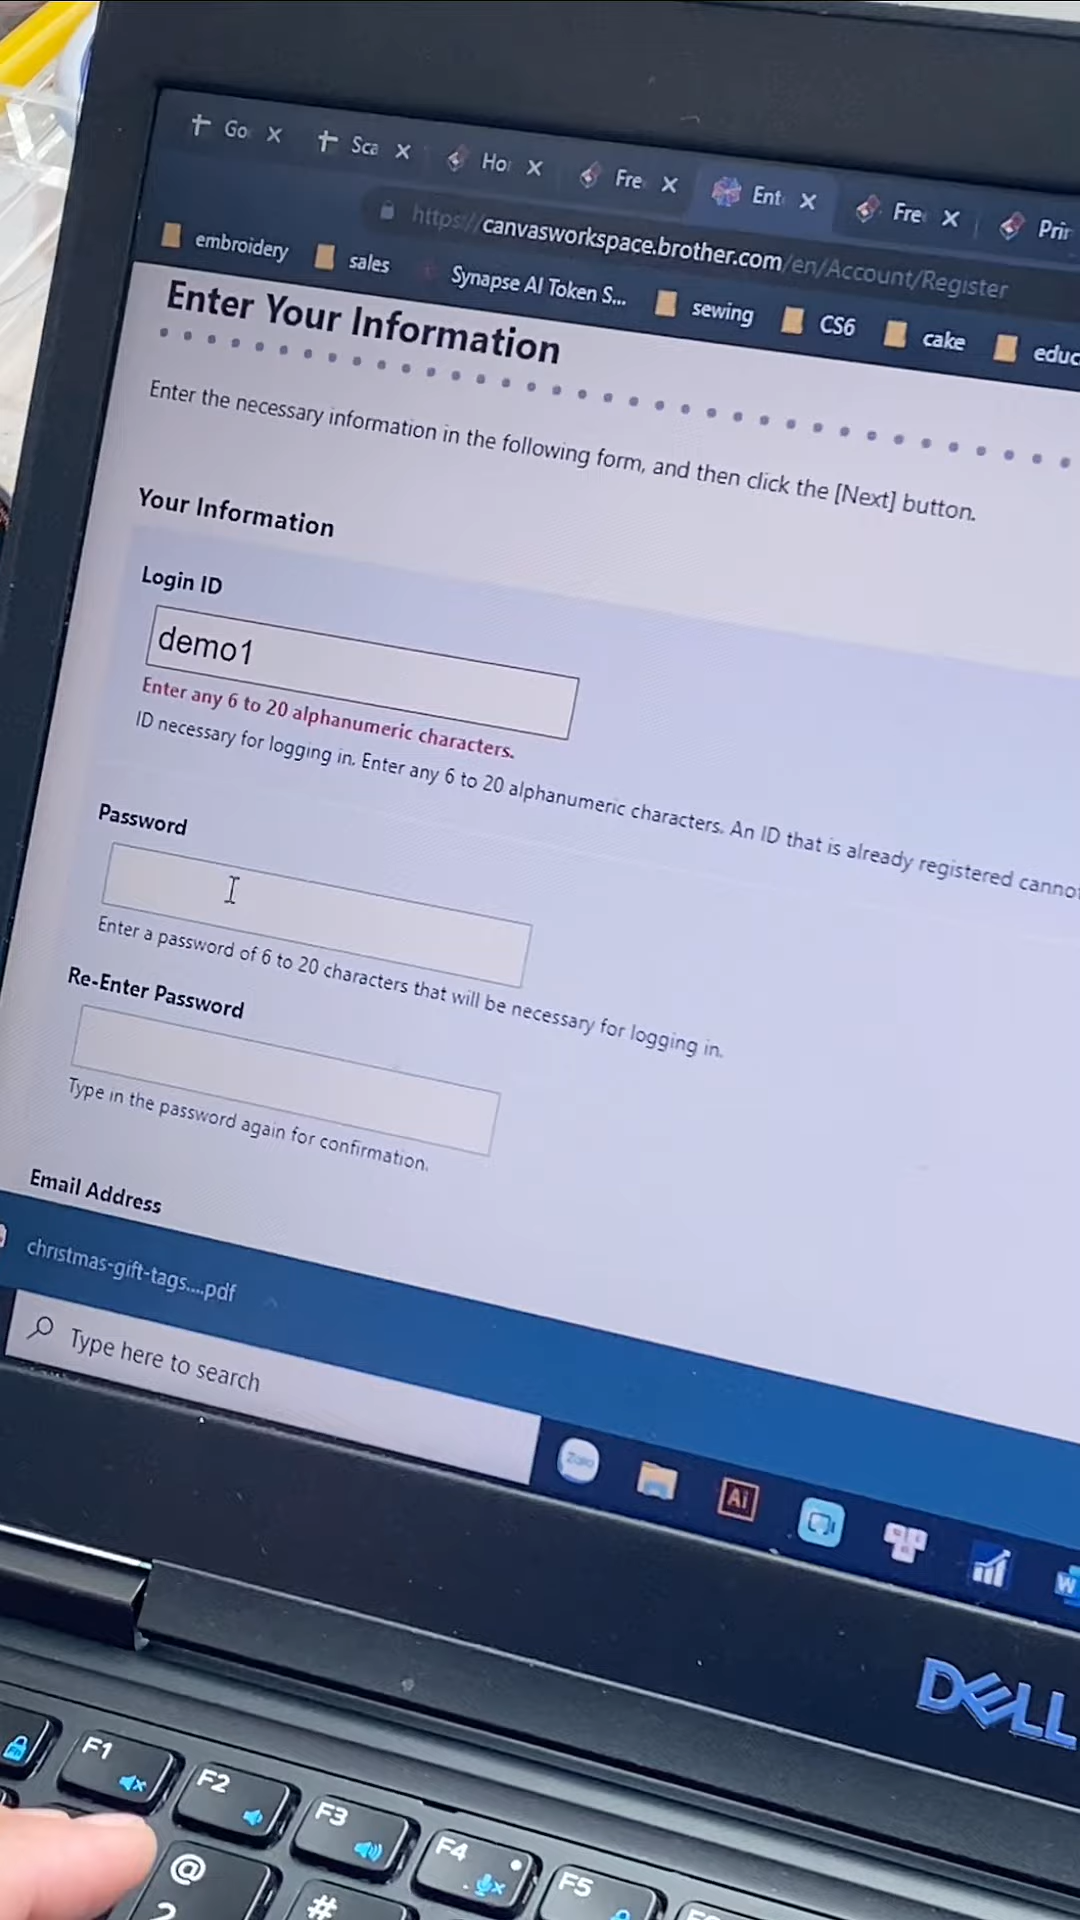 Go
Sca
Ho
Fre
Ent
Fre
Prin
https://canvasworkspace.brother.com/en/Account/Register
embroidery
sales
Synapse AI Token S...
sewing
CS6
cake
educ
Enter Your Information
Enter the necessary information in the following form, and then click the [Next] button.
Your Information
Login ID
demo1
Enter any 6 to 20 alphanumeric characters.
ID necessary for logging in. Enter any 6 to 20 alphanumeric characters. An ID that is already registered cannot
Password
Enter a password of 6 to 20 characters that will be necessary for logging in.
Re-Enter Password
Type in the password again for confirmation.
Email Address
christmas-gift-tags....pdf
Type here to search
Zalo
Ai
W
DELL
F1
F2
F3
F4
F5
@
2
#